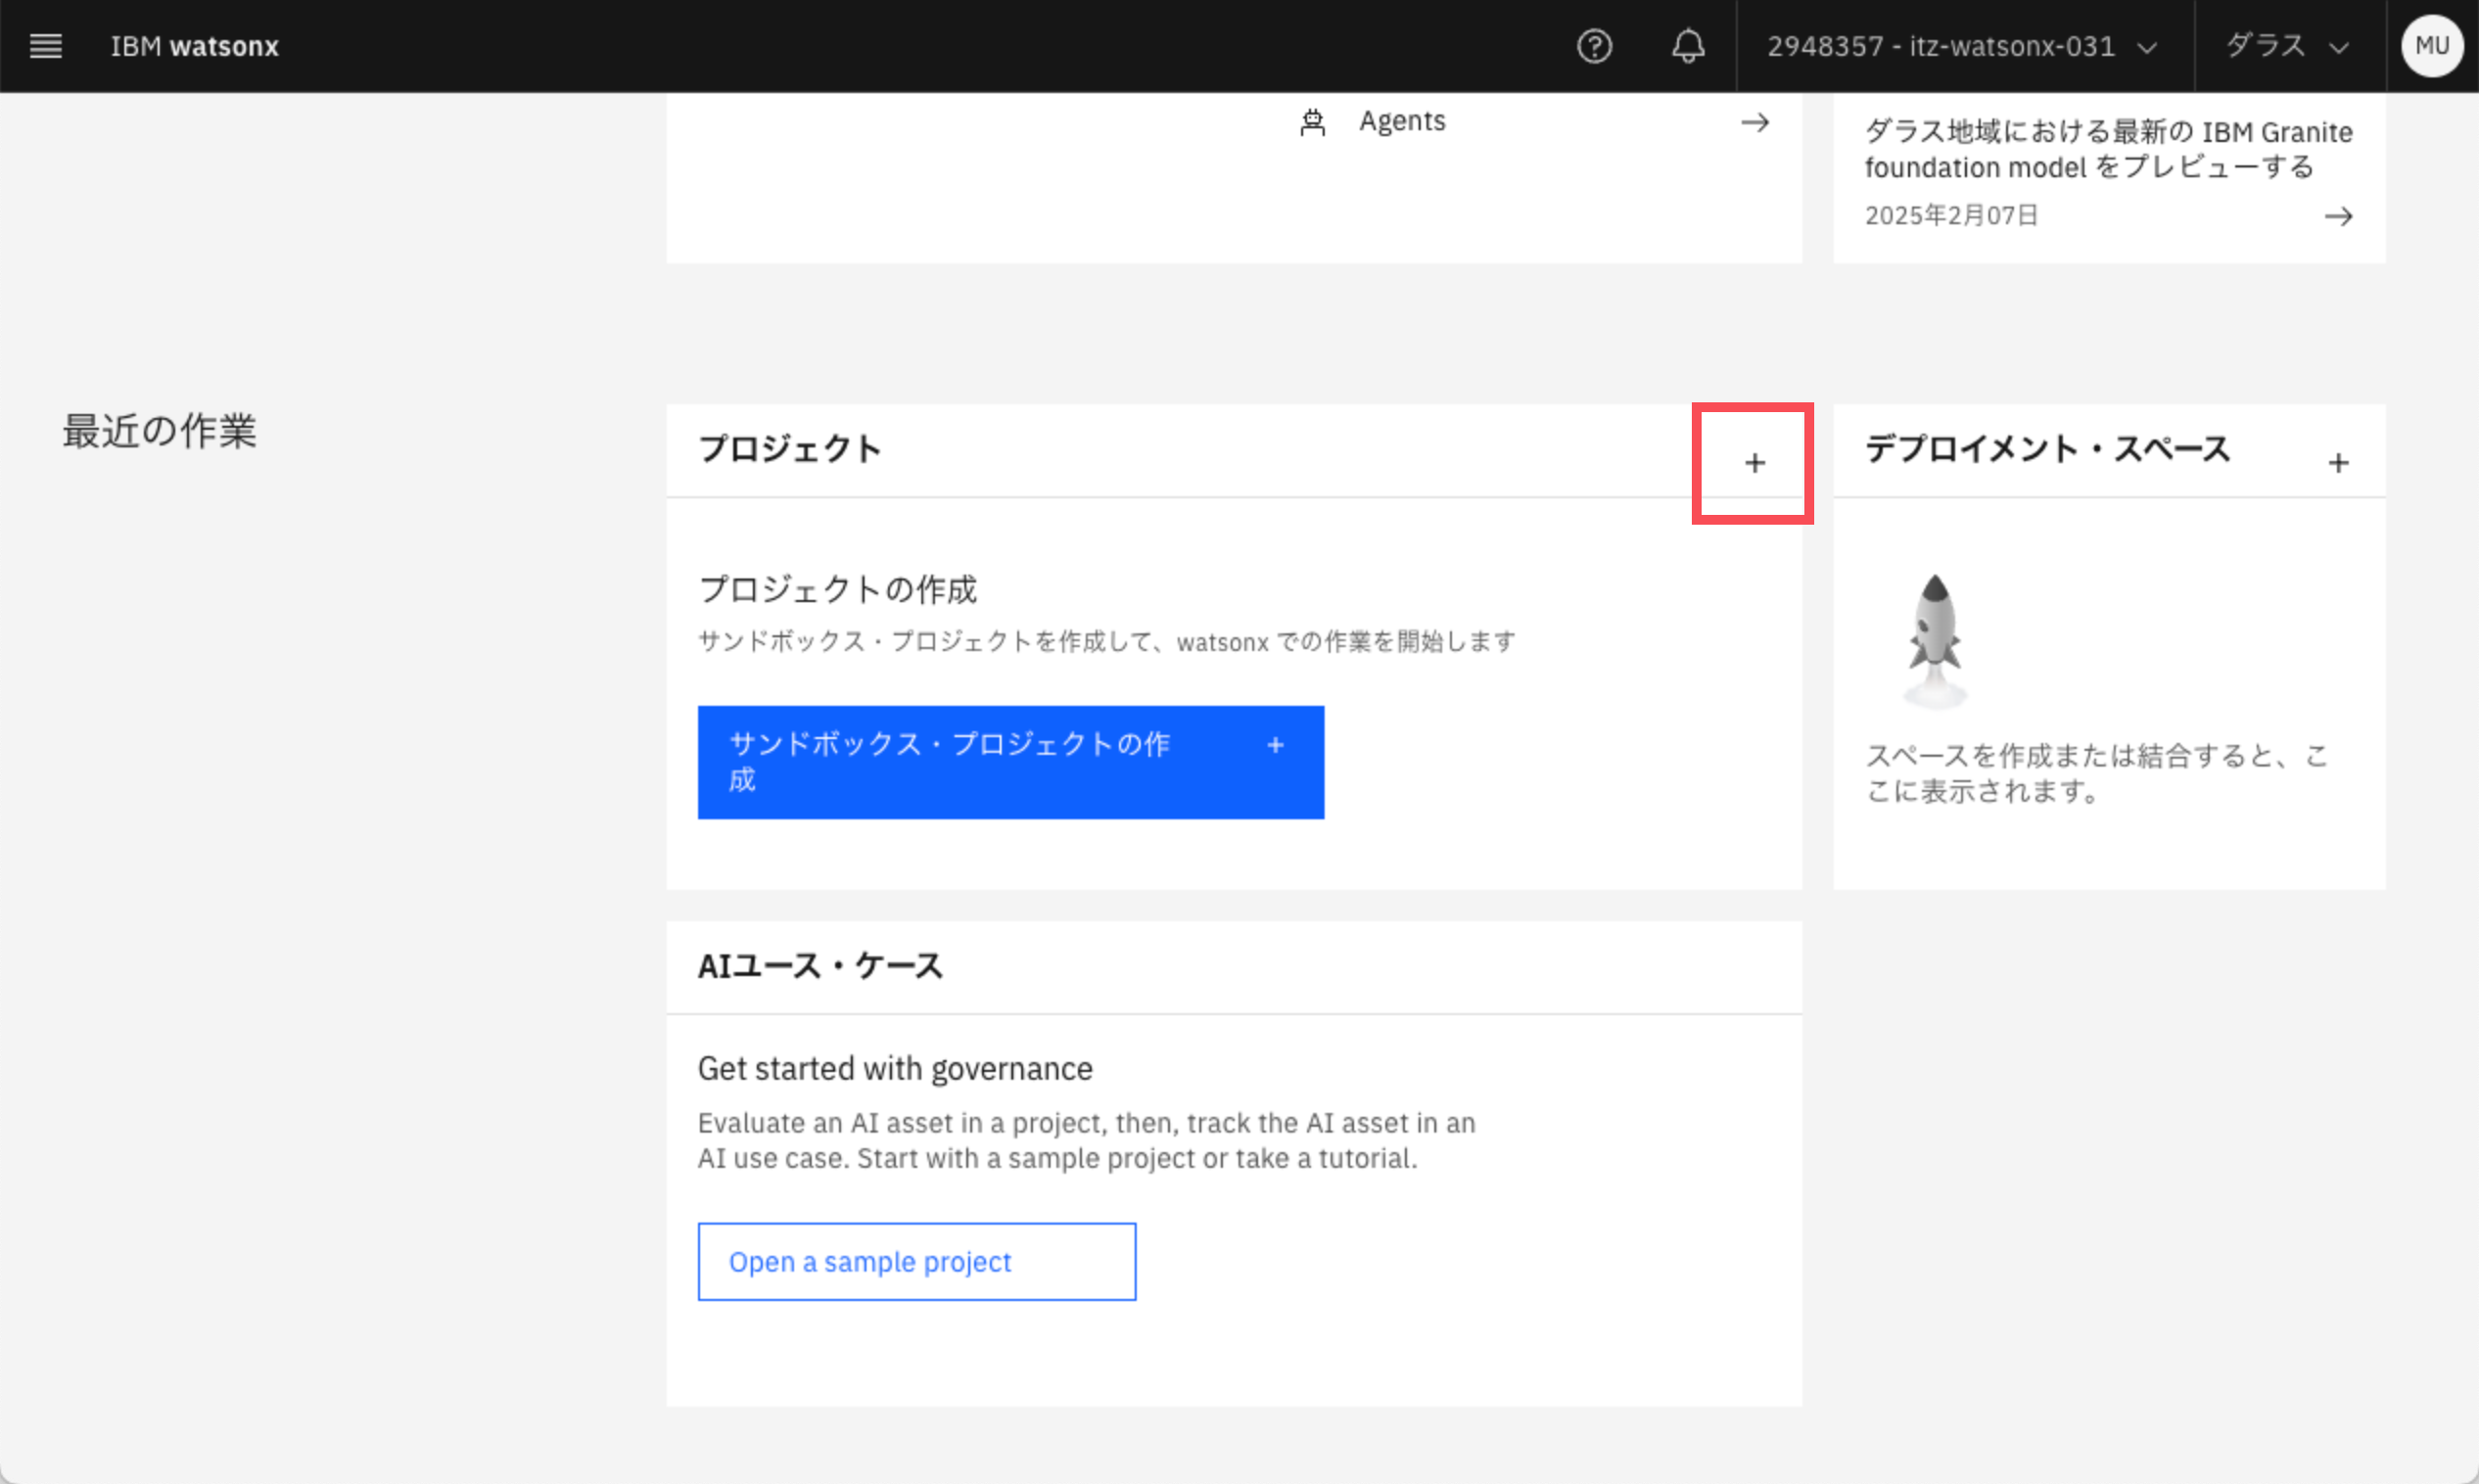 IBM watsonx
2948357 - itz-watsonx-031
ダラス
MU
Agents
ダラス地域における最新の IBM Granite
foundation model をプレビューする
2025年2月07日
最近の作業
プロジェクト
+
プロジェクトの作成
サンドボックス・プロジェクトを作成して、watsonx での作業を開始します
サンドボックス・プロジェクトの作 +
成
デプロイメント・スペース
+
スペースを作成または結合すると、こ
こに表示されます。
AIユース・ケース
Get started with governance
Evaluate an AI asset in a project, then, track the AI asset in an
AI use case. Start with a sample project or take a tutorial.
Open a sample project